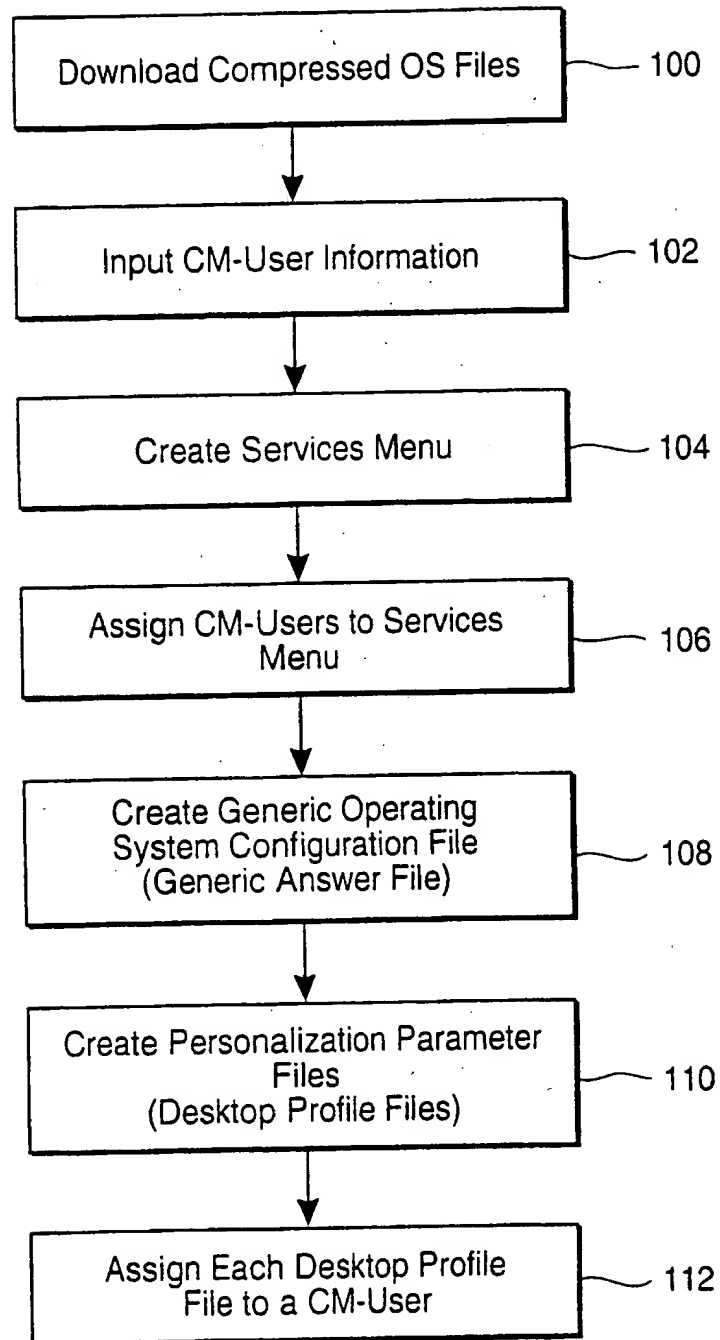 Download Compressed OS Files
100
Input CM-User Information
102
Create Services Menu
104
Assign CM-Users to Services
Menu
106
Create Generic Operating
System Configuration File
(Generic Answer File)
108
Create Personalization Parameter
Files
(Desktop Profile Files)
110
Assign Each Desktop Profile
File to a CM-User
112